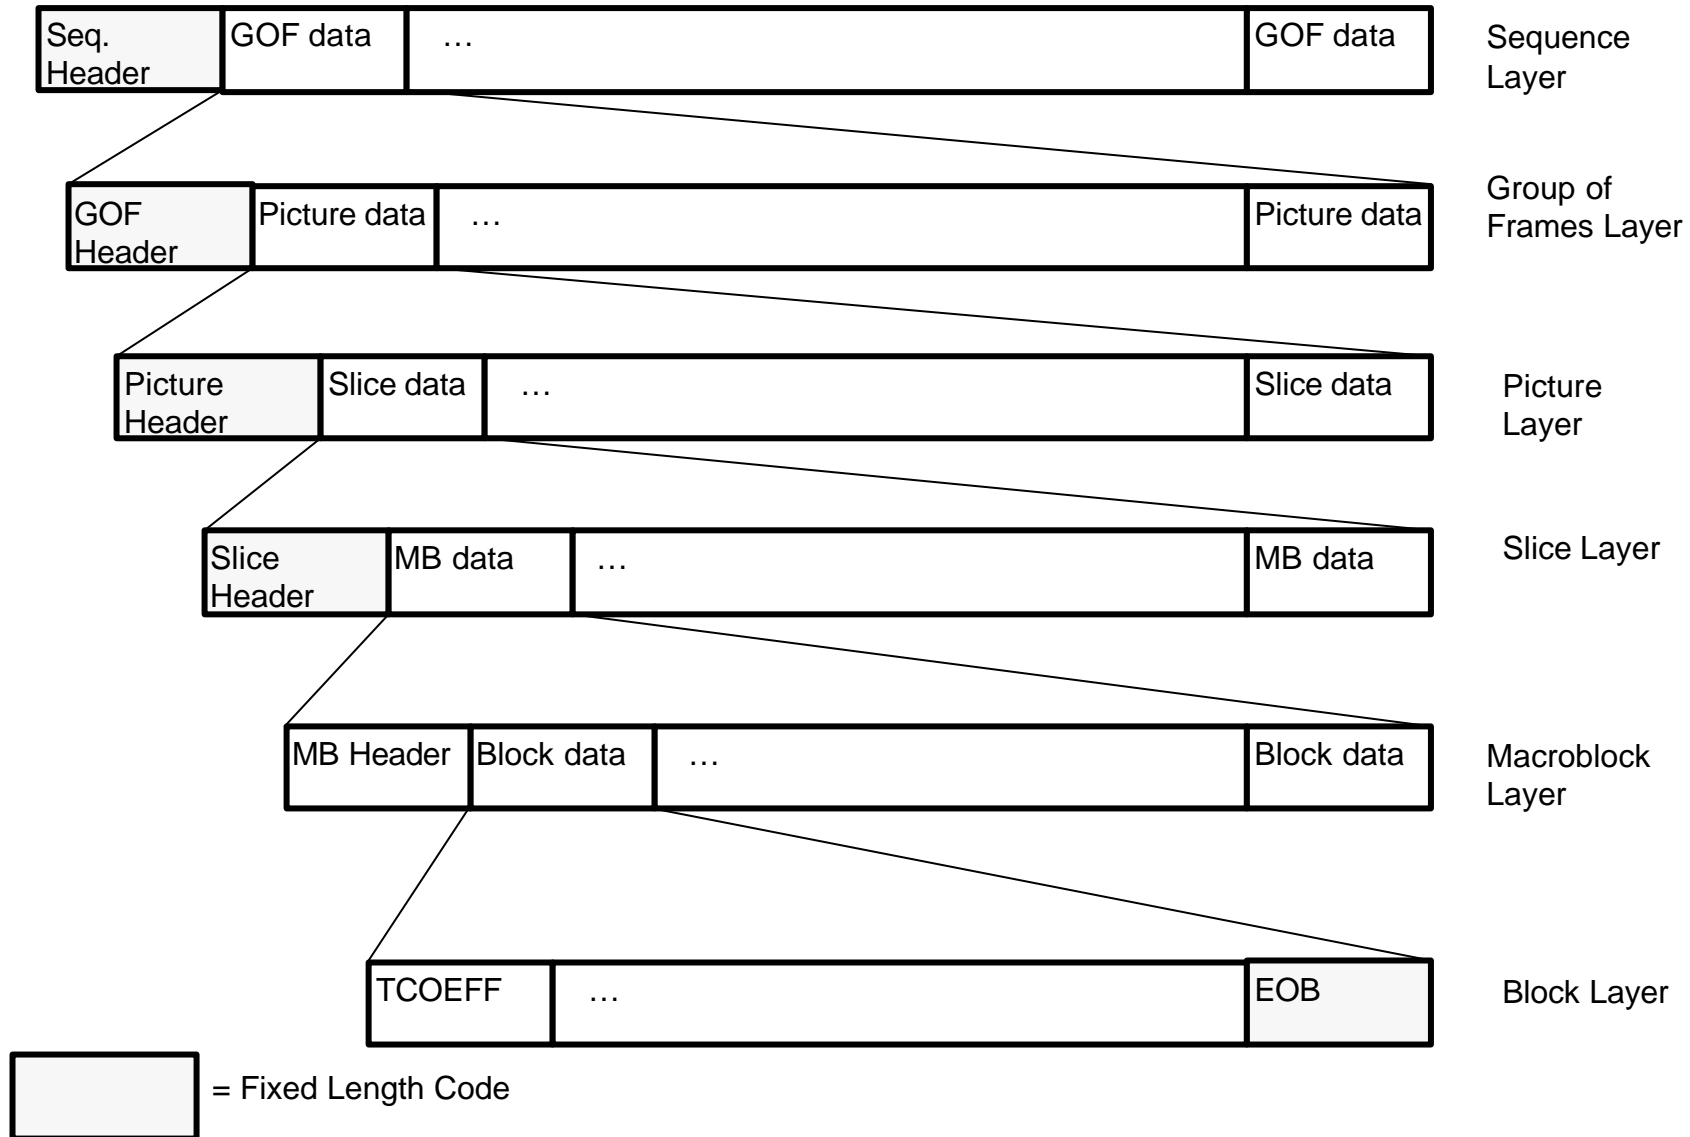 Seq.
Header
GOF data
…
GOF data
Sequence
Layer
GOF
Header
Picture data
…
Picture data
Group of
Frames Layer
Picture
Header
Slice data
…
Slice data
Picture
Layer
Slice
Header
MB data
…
MB data
Slice Layer
MB Header
Block data
…
Block data
Macroblock
Layer
TCOEFF
…
EOB
Block Layer
= Fixed Length Code